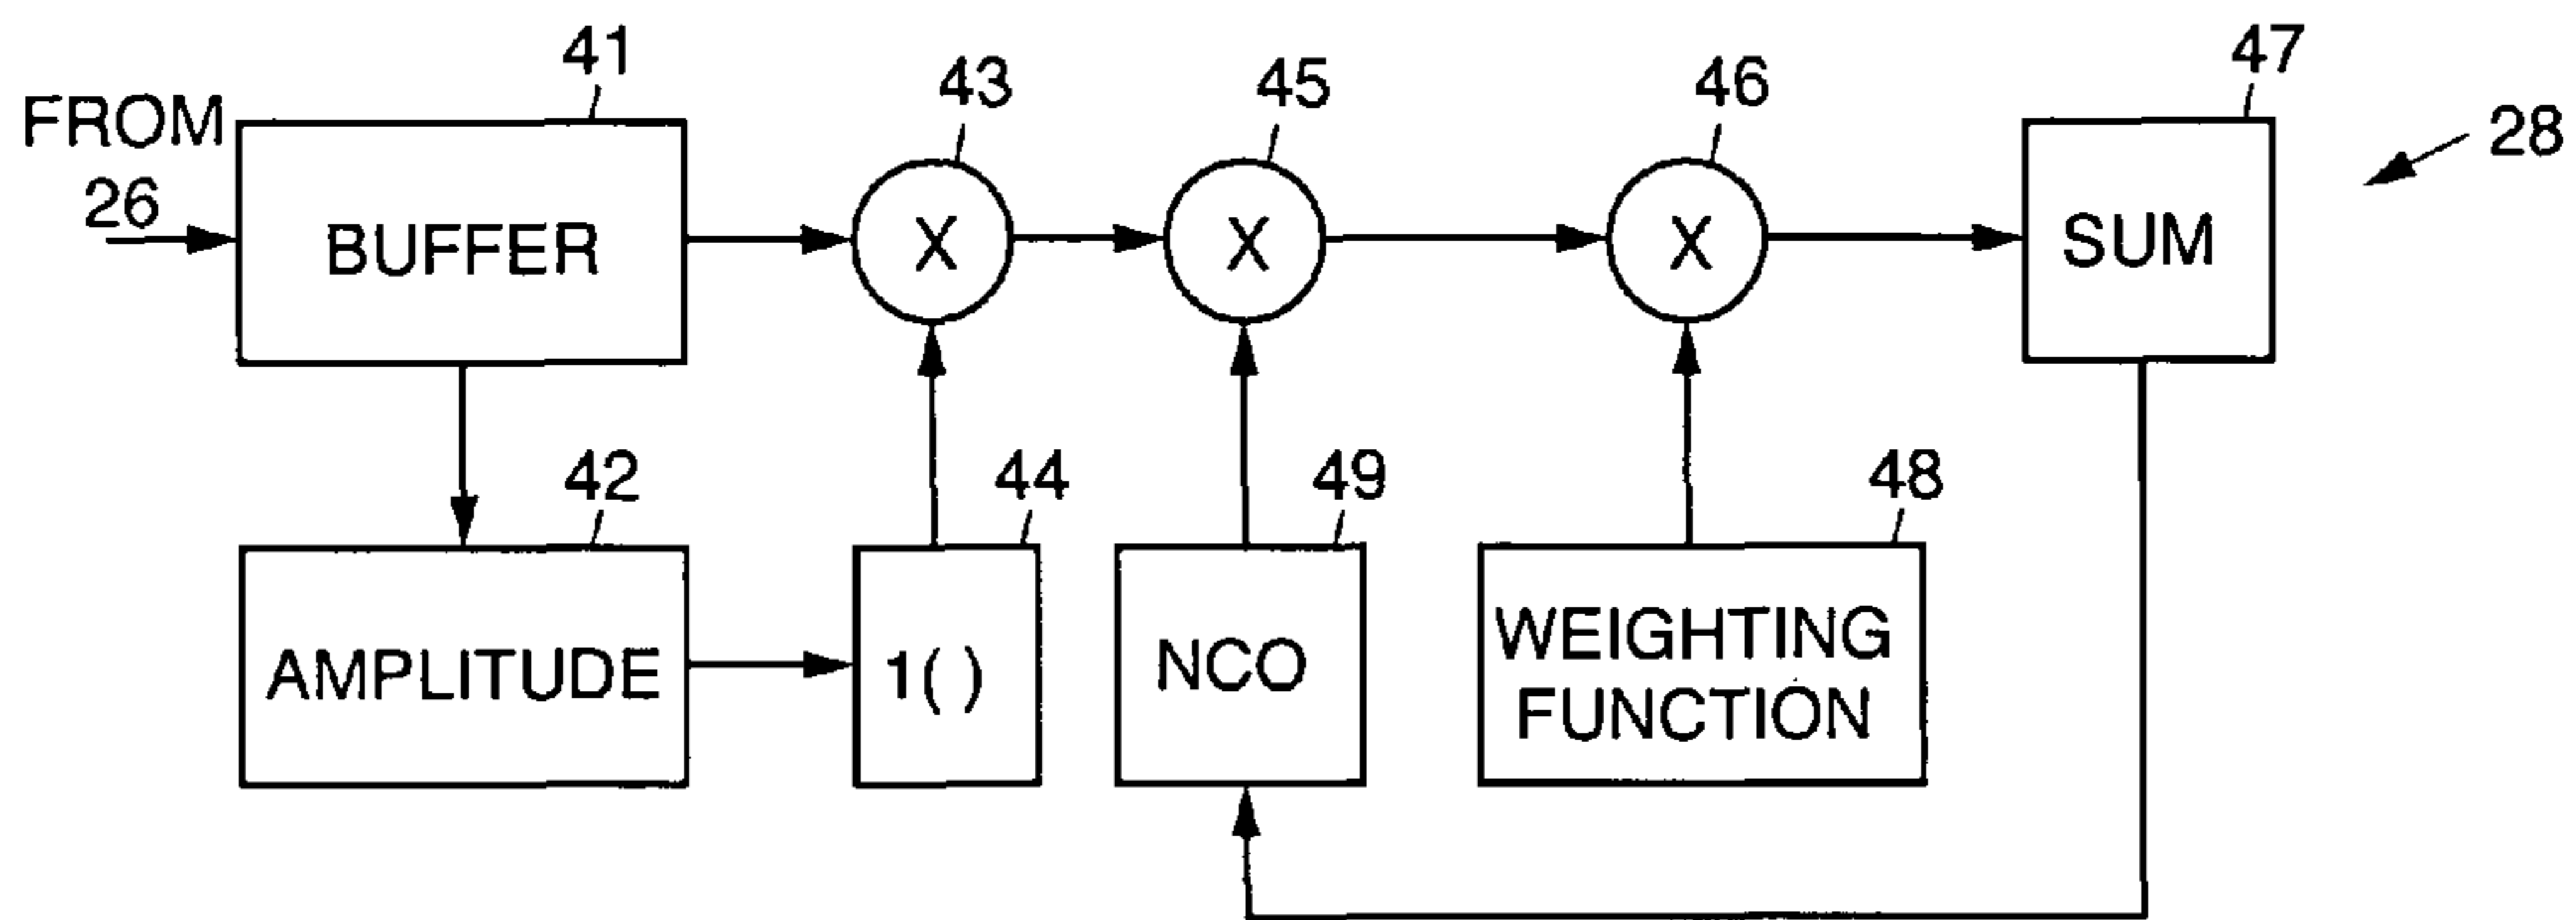 41
43
45
46
47
FROM
26
28
BUFFER
X
X
X
SUM
42
44
49
48
AMPLITUDE
1( )
NCO
WEIGHTING
FUNCTION